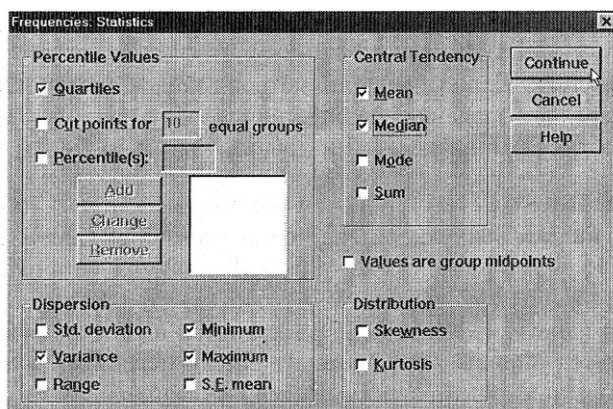 Frequencies: Statistics
Percentile Values
Quartiles
Cut points for 10 equal groups
Percentile(s):
Add
Change
Remove
Central Tendency
Mean
Median
Mode
Sum
Continue
Cancel
Help
Values are group midpoints
Dispersion
Std. deviation Minimum
Variance Maximum
Range S.E. mean
Distribution
Skewness
Kurtosis